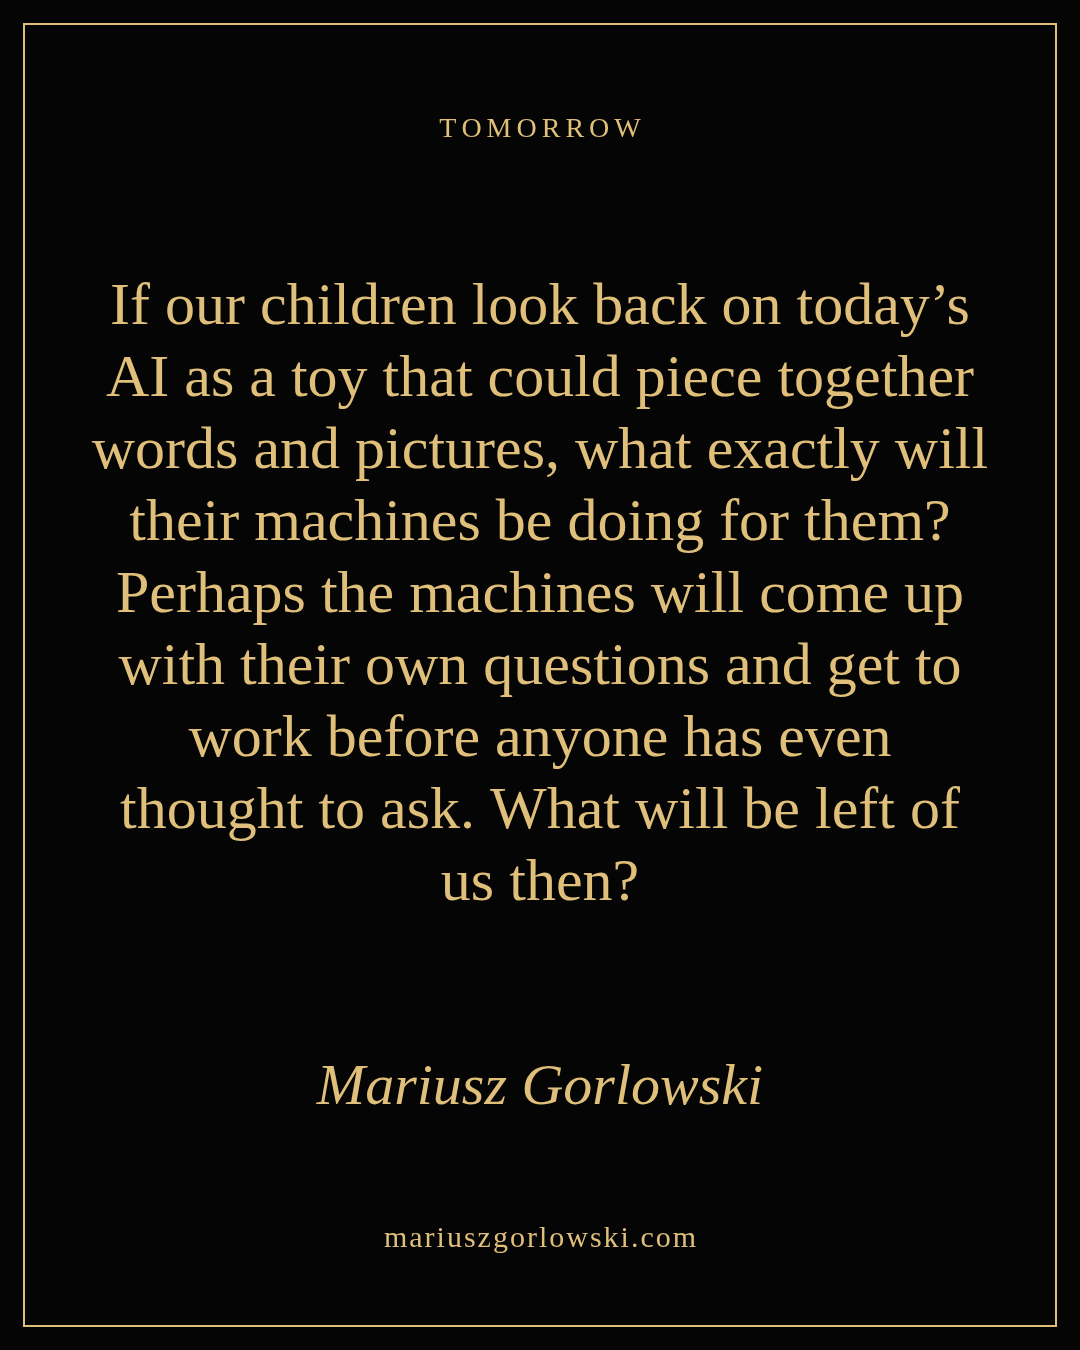 TOMORROW
If our children look back on today’s
AI as a toy that could piece together
words and pictures, what exactly will
their machines be doing for them?
Perhaps the machines will come up
with their own questions and get to
work before anyone has even
thought to ask. What will be left of
us then?
Mariusz Gorlowski
mariuszgorlowski.com